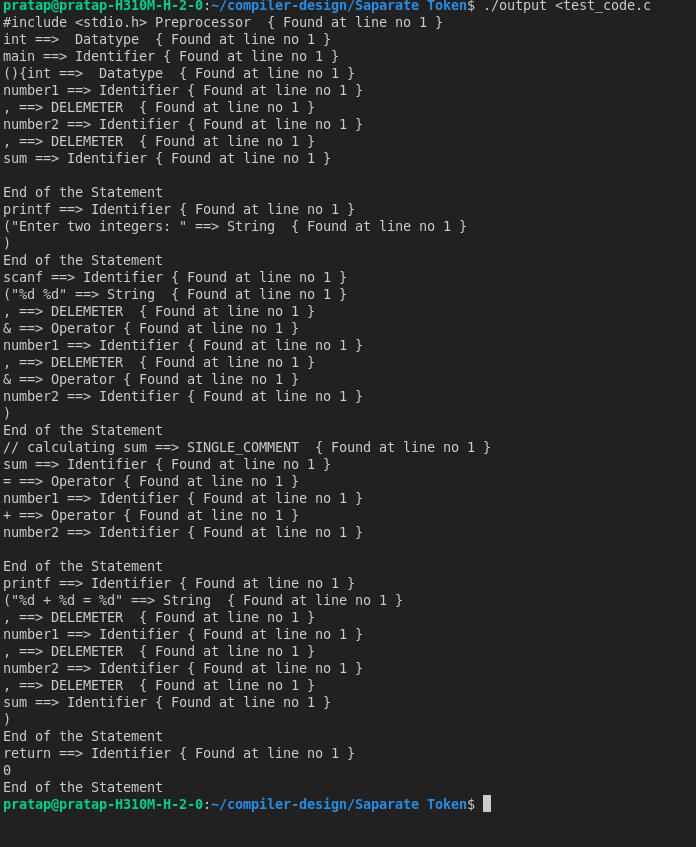 pratap@pratap-H310M-H-2-0:~/compiler-design/Saparate Token$ ./output <test_code.c
#include <stdio.h> Preprocessor  { Found at line no 1 }
int ==>  Datatype  { Found at line no 1 }
main ==> Identifier { Found at line no 1 }
(){int ==>  Datatype  { Found at line no 1 }
number1 ==> Identifier { Found at line no 1 }
, ==> DELEMETER  { Found at line no 1 }
number2 ==> Identifier { Found at line no 1 }
, ==> DELEMETER  { Found at line no 1 }
sum ==> Identifier { Found at line no 1 }

End of the Statement
printf ==> Identifier { Found at line no 1 }
("Enter two integers: " ==> String  { Found at line no 1 }
)
End of the Statement
scanf ==> Identifier { Found at line no 1 }
("%d %d" ==> String  { Found at line no 1 }
, ==> DELEMETER  { Found at line no 1 }
& ==> Operator { Found at line no 1 }
number1 ==> Identifier { Found at line no 1 }
, ==> DELEMETER  { Found at line no 1 }
& ==> Operator { Found at line no 1 }
number2 ==> Identifier { Found at line no 1 }
)
End of the Statement
// calculating sum ==> SINGLE_COMMENT  { Found at line no 1 }
sum ==> Identifier { Found at line no 1 }
= ==> Operator { Found at line no 1 }
number1 ==> Identifier { Found at line no 1 }
+ ==> Operator { Found at line no 1 }
number2 ==> Identifier { Found at line no 1 }

End of the Statement
printf ==> Identifier { Found at line no 1 }
("%d + %d = %d" ==> String  { Found at line no 1 }
, ==> DELEMETER  { Found at line no 1 }
number1 ==> Identifier { Found at line no 1 }
, ==> DELEMETER  { Found at line no 1 }
number2 ==> Identifier { Found at line no 1 }
, ==> DELEMETER  { Found at line no 1 }
sum ==> Identifier { Found at line no 1 }
)
End of the Statement
return ==> Identifier { Found at line no 1 }
0
End of the Statement
pratap@pratap-H310M-H-2-0:~/compiler-design/Saparate Token$